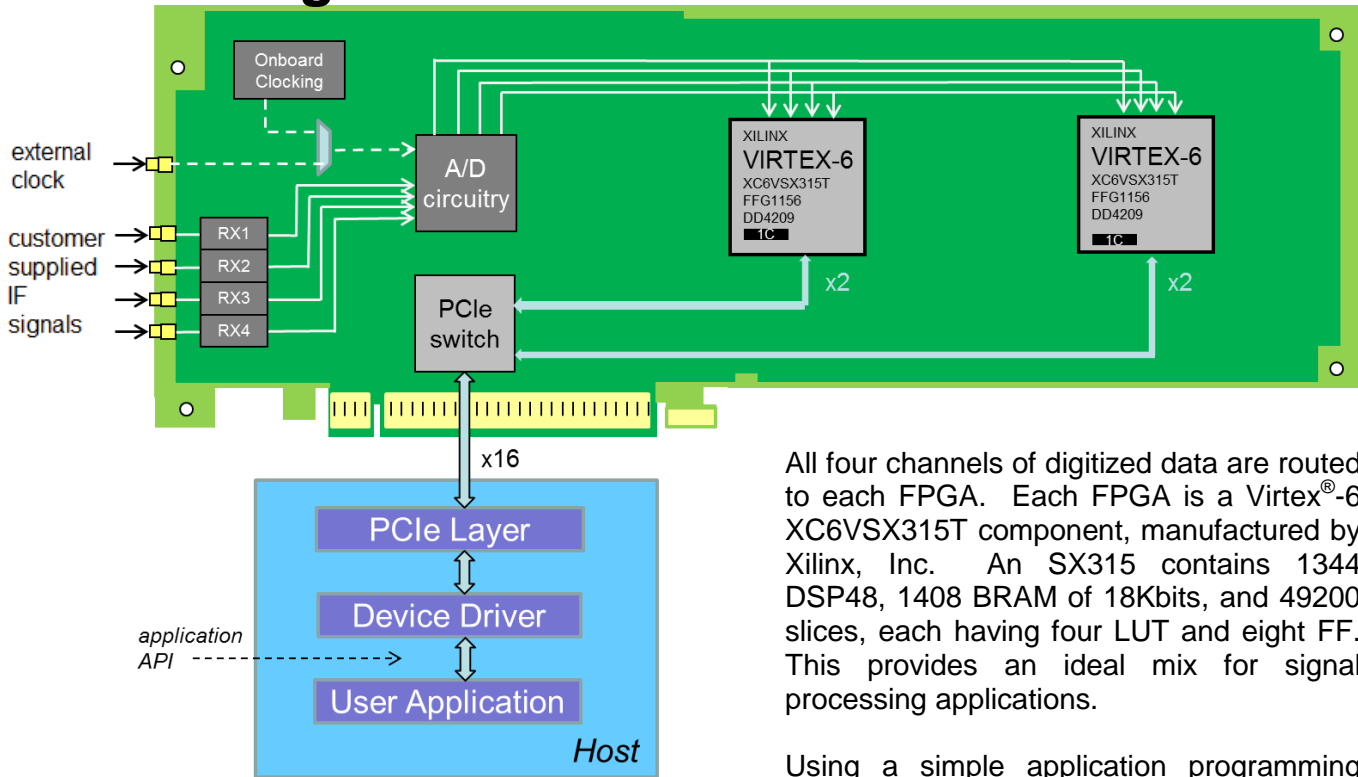 Onboard
Clocking
external
clock
A/D
circuitry
customer
supplied
IF
signals
RX1
RX2
RX3
RX4
XILINX
VIRTEX-6
XC6VSX315T
FFG1156
DD4209
1C
XILINX
VIRTEX-6
XC6VSX315T
FFG1156
DD4209
1C
x2
x2
PCIe
switch
x16
PCIe Layer
Device Driver
application
API
User Application
Host
All four channels of digitized data are routed
to each FPGA. Each FPGA is a Virtex®-6
XC6VSX315T component, manufactured by
Xilinx, Inc. An SX315 contains 1344
DSP48, 1408 BRAM of 18Kbits, and 49200
slices, each having four LUT and eight FF.
This provides an ideal mix for signal
processing applications.
Using a simple application programming